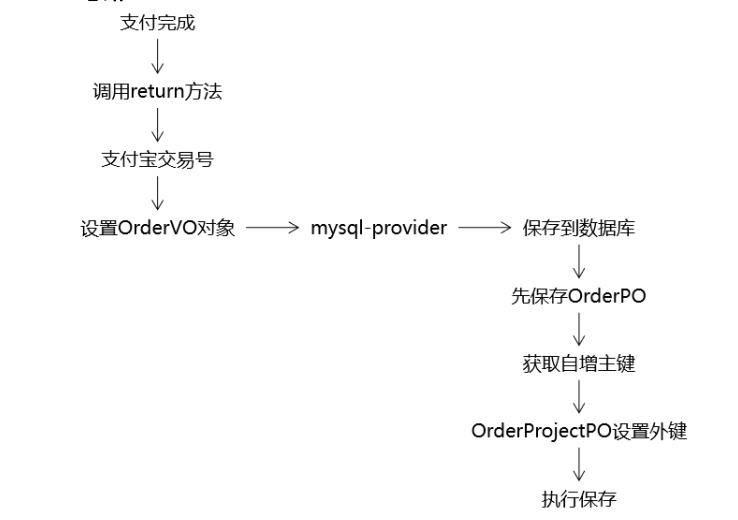 支付完成
调用return方法
支付宝交易号
设置OrderVO对象
mysql-provider
保存到数据库
先保存OrderPO
获取自增主键
OrderProjectPO设置外键
执行保存